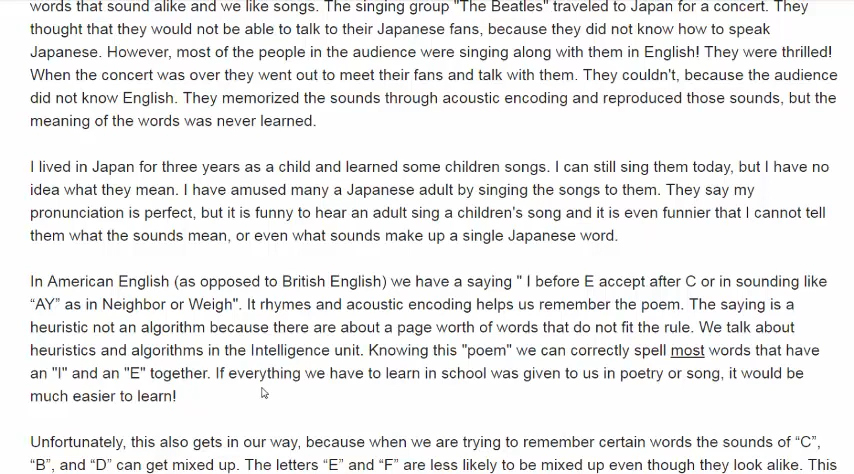 words that sound alike and we like songs. The singing group "The Beatles" traveled to Japan for a concert. They
thought that they would not be able to talk to their Japanese fans, because they did not know how to speak
Japanese. However, most of the people in the audience were singing along with them in English! They were thrilled!
When the concert was over they went out to meet their fans and talk with them. They couldn't, because the audience
did not know English. They memorized the sounds through acoustic encoding and reproduced those sounds, but the
meaning of the words was never learned.
I lived in Japan for three years as a child and learned some children songs. I can still sing them today, but I have no
idea what they mean. I have amused many a Japanese adult by singing the songs to them. They say my
pronunciation is perfect, but it is funny to hear an adult sing a children's song and it is even funnier that I cannot tell
them what the sounds mean, or even what sounds make up a single Japanese word.
In American English (as opposed to British English) we have a saying " I before E accept after C or in sounding like
“AY” as in Neighbor or Weigh". It rhymes and acoustic encoding helps us remember the poem. The saying is a
heuristic not an algorithm because there are about a page worth of words that do not fit the rule. We talk about
heuristics and algorithms in the Intelligence unit. Knowing this "poem" we can correctly spell most words that have
an "I" and an "E" together. If everything we have to learn in school was given to us in poetry or song, it would be
much easier to learn!
Unfortunately, this also gets in our way, because when we are trying to remember certain words the sounds of “C”,
“B”, and “D” can get mixed up. The letters “E” and “F” are less likely to be mixed up even though they look alike. This